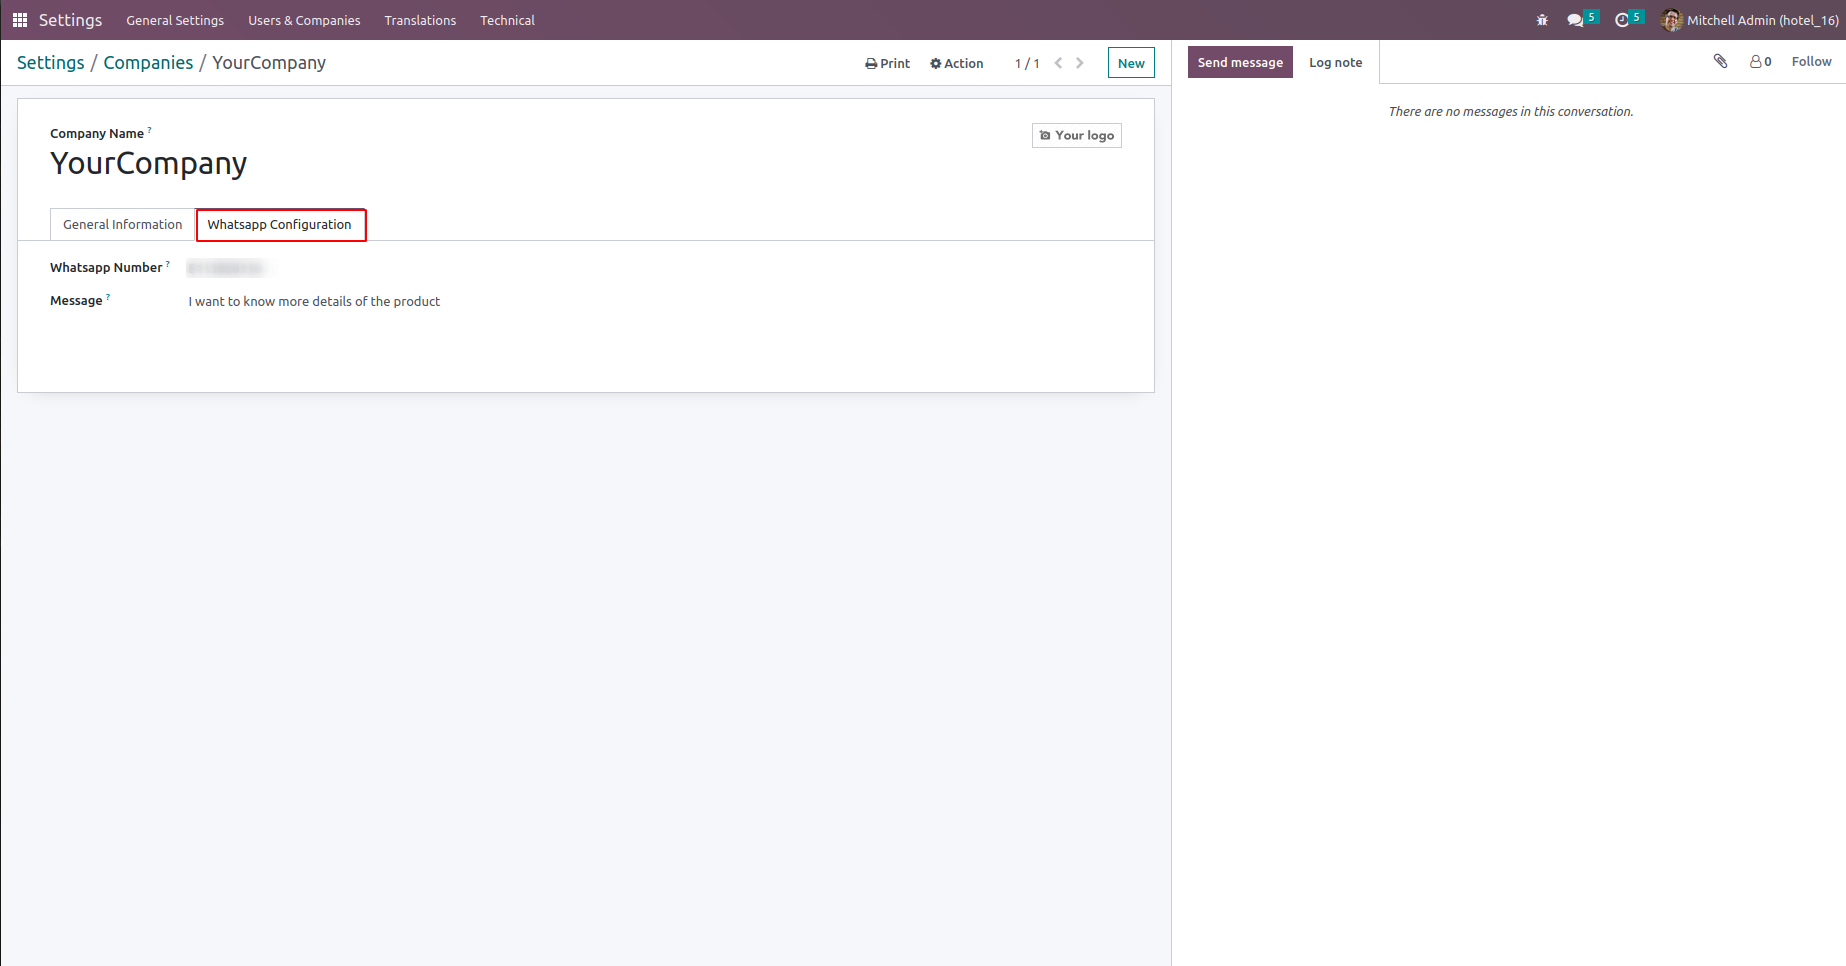 Settings General Settings Users & Companies Translations Technical 5 5 Mitchell Admin (hotel_16)
Settings / Companies / YourCompany Print Action 1 / 1 New Send message Log note 0 Follow
There are no messages in this conversation.
Company Name ? Your logo
YourCompany
General Information Whatsapp Configuration
Whatsapp Number ?
Message ? I want to know more details of the product